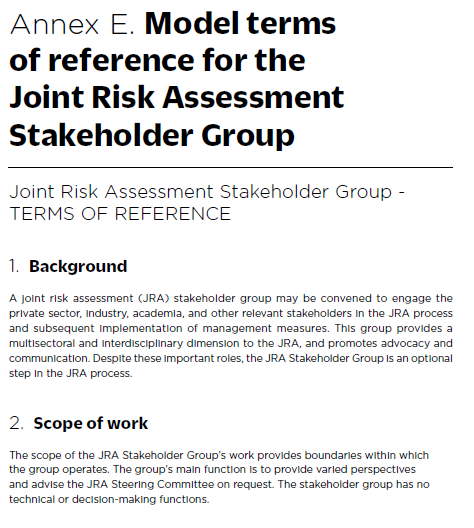 Annex E. Model terms
of reference for the
Joint Risk Assessment
Stakeholder Group
Joint Risk Assessment Stakeholder Group -
TERMS OF REFERENCE
1. Background
A joint risk assessment (JRA) stakeholder group may be convened to engage the
private sector, industry, academia, and other relevant stakeholders in the JRA process
and subsequent implementation of management measures. This group provides a
multisectoral and interdisciplinary dimension to the JRA, and promotes advocacy and
communication. Despite these important roles, the JRA Stakeholder Group is an optional
step in the JRA process.
2. Scope of work
The scope of the JRA Stakeholder Group's work provides boundaries within which
the group operates. The group's main function is to provide varied perspectives
and advise the JRA Steering Committee on request. The stakeholder group has no
technical or decision-making functions.